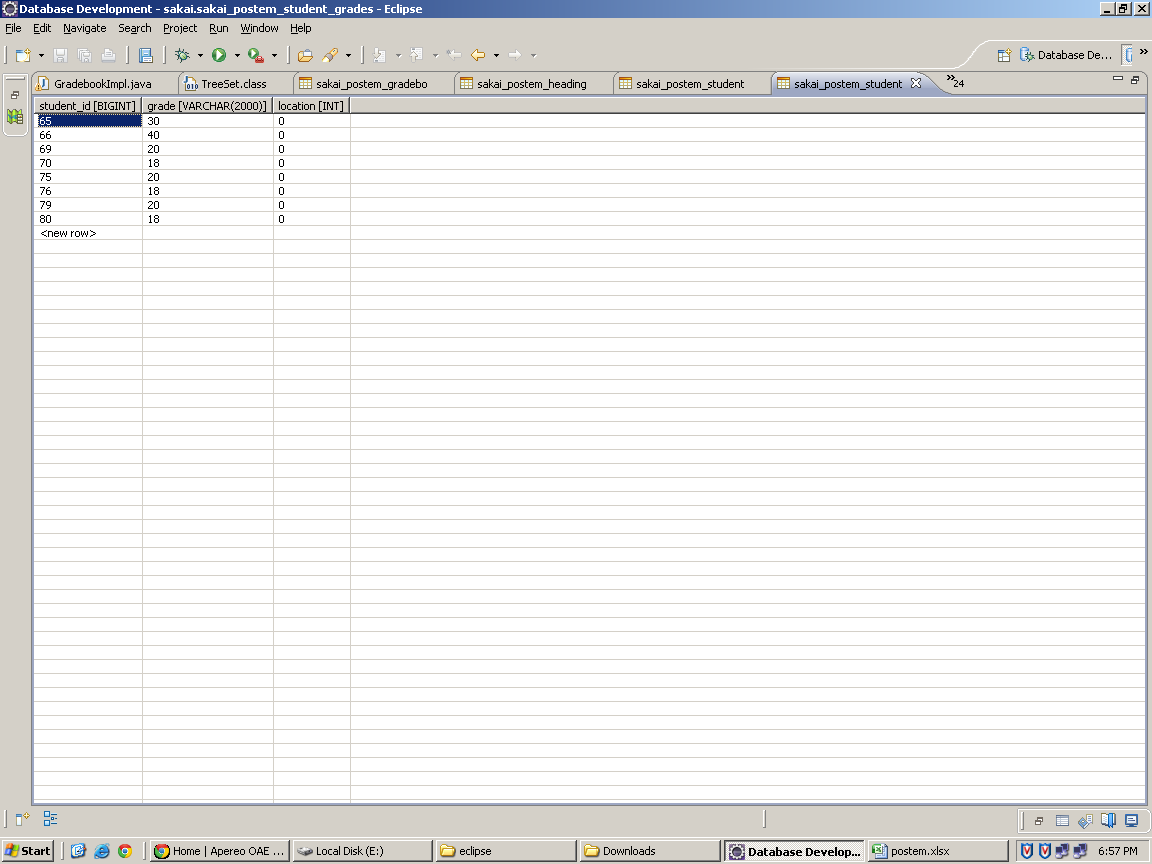 Database Development - sakai.sakai_postem_student_grades - Eclipse
File Edit Navigate Search Project Run Window Help
Database De...
GradebookImpl.java TreeSet.class sakai_postem_gradebo sakai_postem_heading sakai_postem_student sakai_postem_student 24
student_id [BIGINT] grade [VARCHAR(2000)] location [INT]
65 30 0
66 40 0
69 20 0
70 18 0
75 20 0
76 18 0
79 20 0
80 18 0
<new row>
Start Home | Apereo OAE ... Local Disk (E:) eclipse Downloads Database Develop... postem.xlsx 6:57 PM